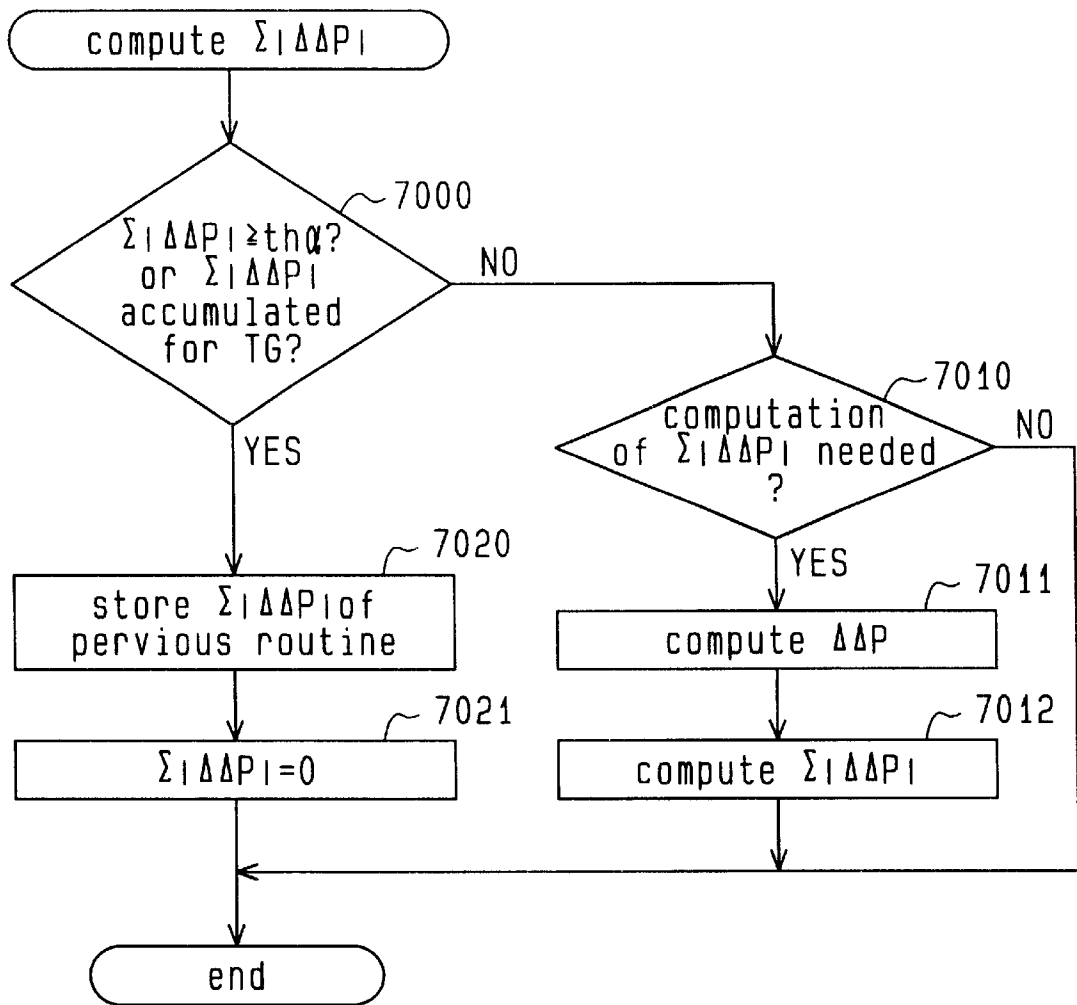 compute Σ|ΔΔP|
7000
Σ|ΔΔP|≧thα?
or Σ|ΔΔP|
accumulated
for TG?
NO
YES
7010
computation
of Σ|ΔΔP| needed
?
NO
YES
7020
store Σ|ΔΔP|of
pervious routine
7011
compute ΔΔP
7021
Σ|ΔΔP|=0
7012
compute Σ|ΔΔP|
end